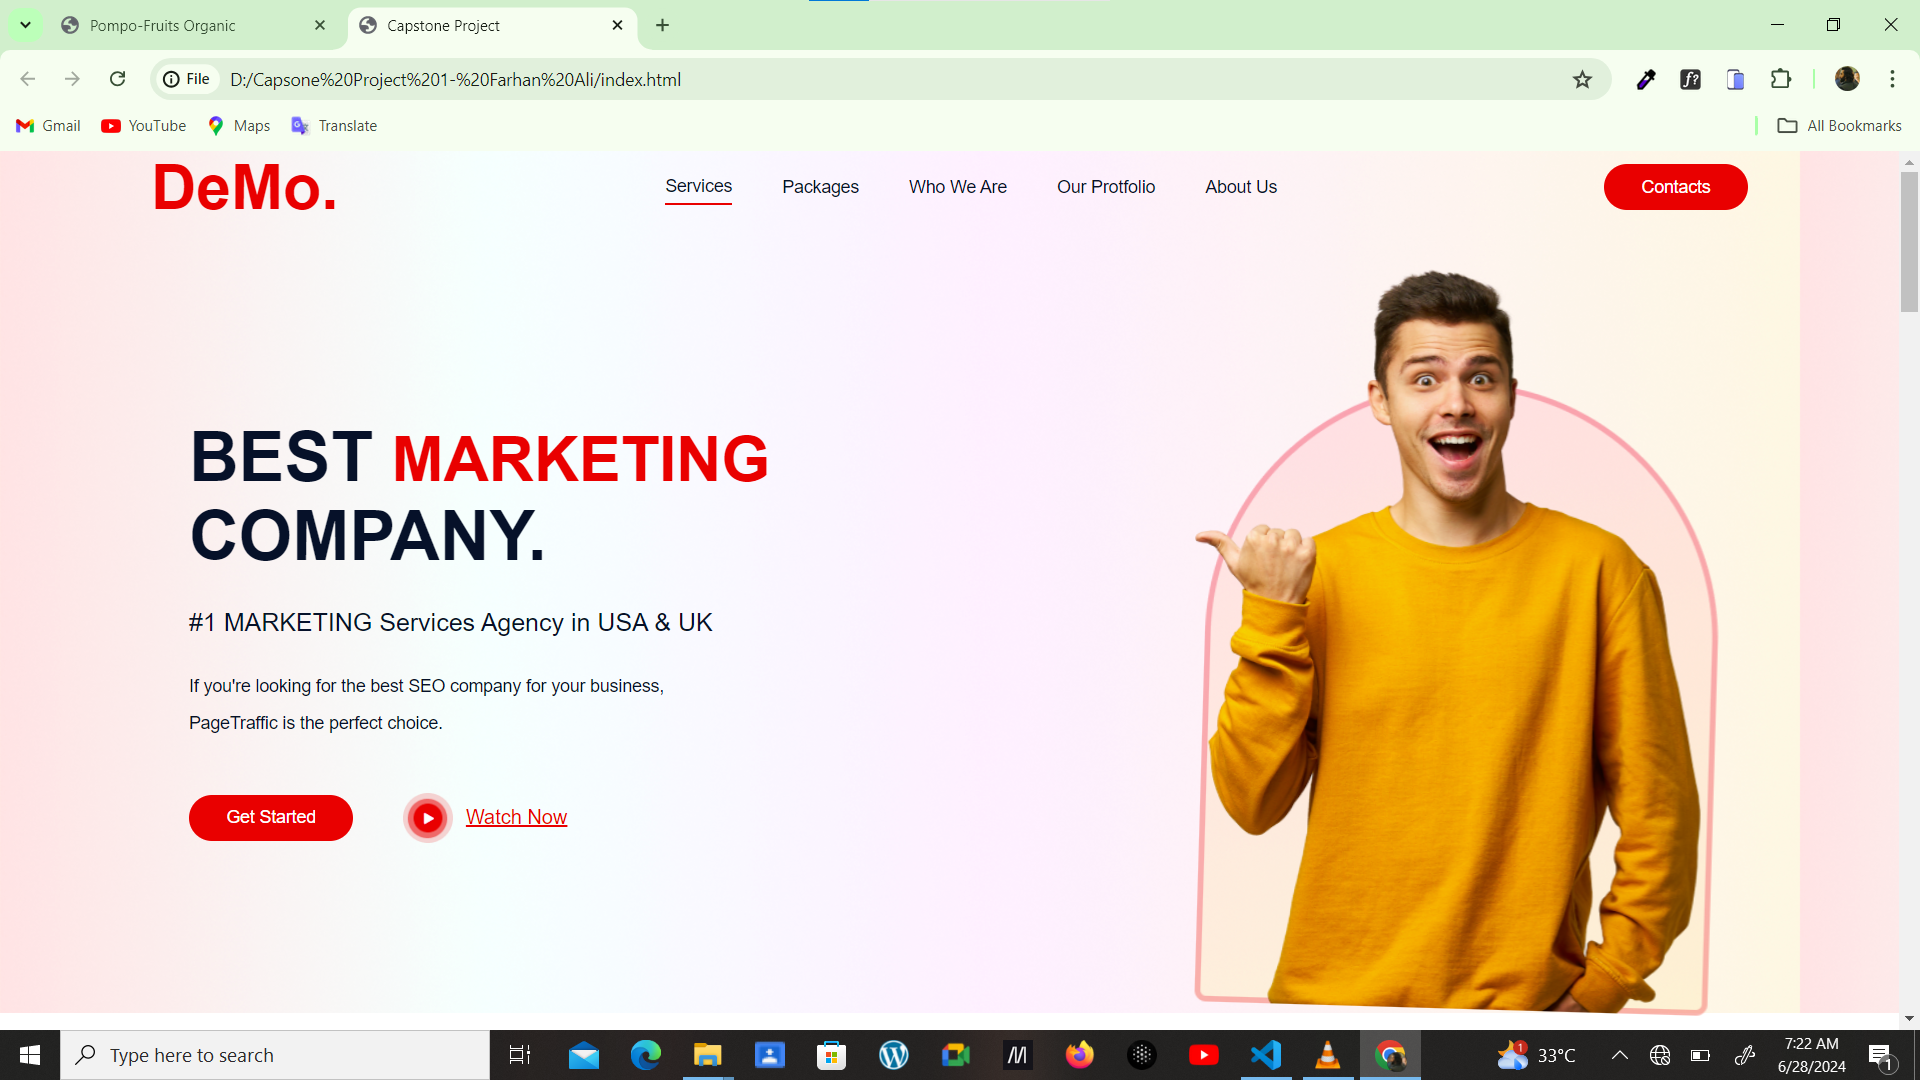 Pompo-Fruits Organic
Capstone Project
File
D:/Capsone%20Project%201-%20Farhan%20Ali/index.html
f?
Gmail
YouTube
Maps
Translate
All Bookmarks
DeMo.
Services
Packages
Who We Are
Our Protfolio
About Us
Contacts
BEST MARKETING
COMPANY.
#1 MARKETING Services Agency in USA & UK
If you're looking for the best SEO company for your business,
PageTraffic is the perfect choice.
Get Started
Watch Now
Type here to search
1
33°C
7:22 AM
6/28/2024
1